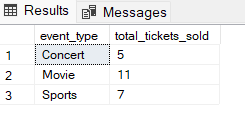 Results Messages
event_type total_tickets_sold
1 Concert 5
2 Movie 11
3 Sports 7